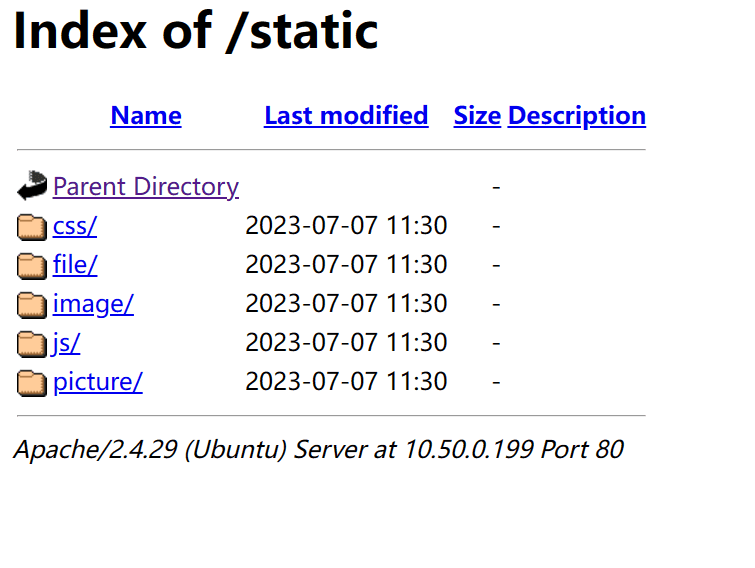 Index of /static
Name Last modified Size Description
Parent Directory -
css/ 2023-07-07 11:30 -
file/ 2023-07-07 11:30 -
image/ 2023-07-07 11:30 -
js/ 2023-07-07 11:30 -
picture/ 2023-07-07 11:30 -
Apache/2.4.29 (Ubuntu) Server at 10.50.0.199 Port 80